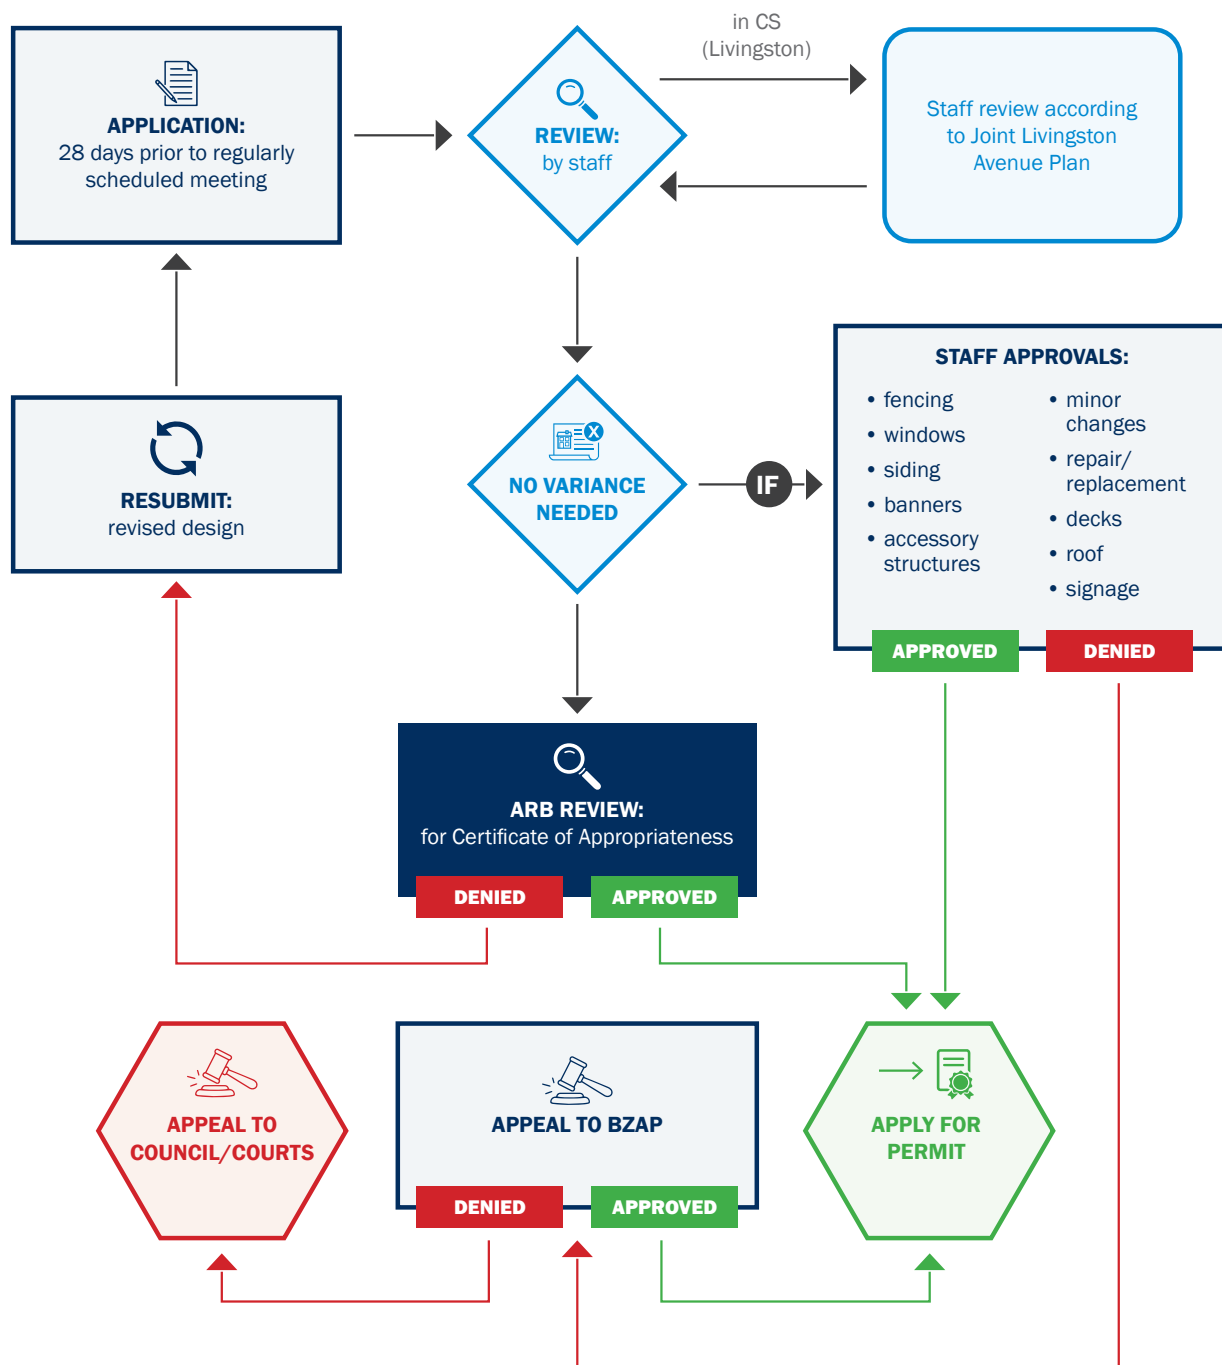 in CS
(Livingston)
APPLICATION:
28 days prior to regularly
scheduled meeting
REVIEW:
by staff
Staff review according
to Joint Livingston
Avenue Plan
RESUBMIT:
revised design
X
NO VARIANCE
NEEDED
IF
STAFF APPROVALS:
• fencing
• windows
• siding
• banners
• accessory
structures
• minor
changes
• repair/
replacement
• decks
• roof
• signage
APPROVED
DENIED
ARB REVIEW:
for Certificate of Appropriateness
DENIED
APPROVED
APPEAL TO
COUNCIL/COURTS
APPEAL TO BZAP
DENIED
APPROVED
APPLY FOR
PERMIT